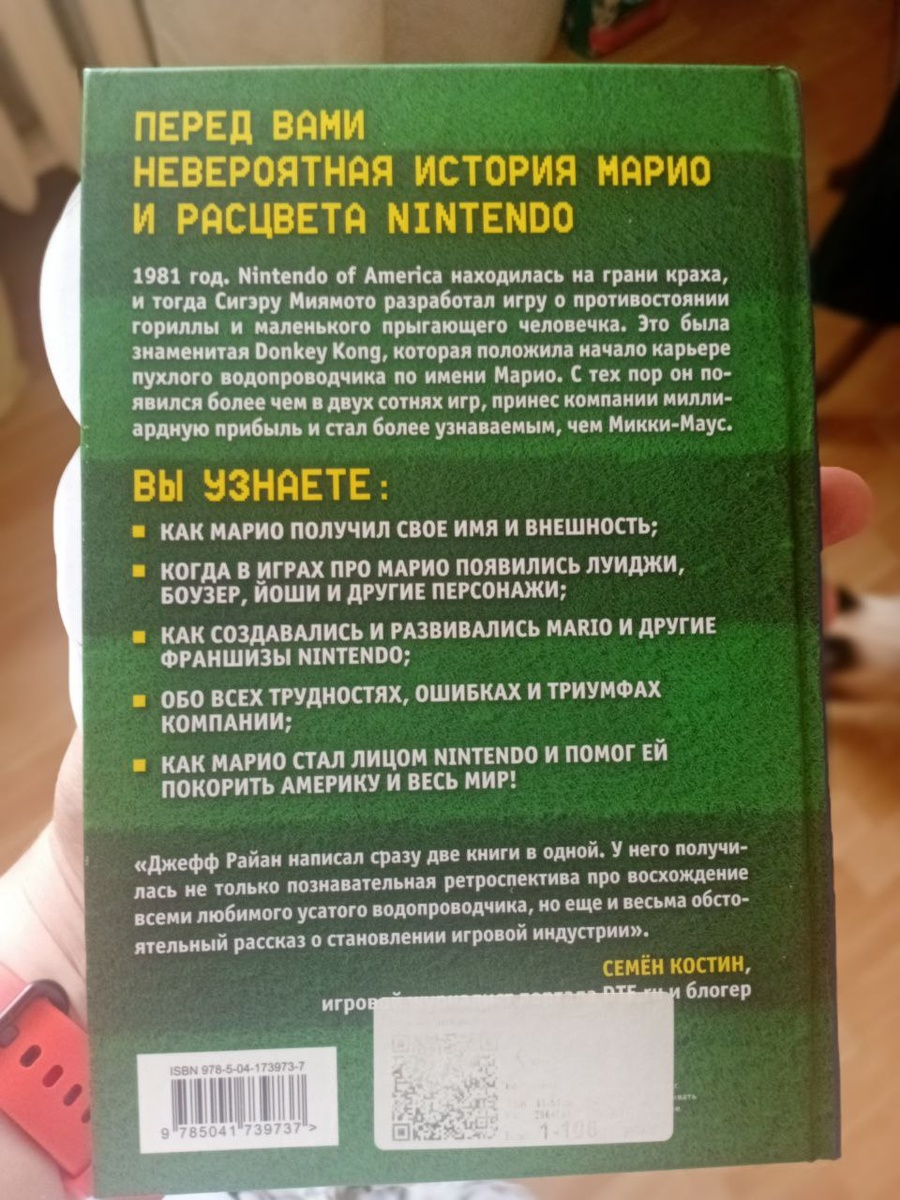 ПЕРЕД ВАМИ
НЕВЕРОЯТНАЯ ИСТОРИЯ МАРИО
И РАСЦВЕТА NINTENDO
1981 год. Nintendo of America находилась на грани краха,
и тогда Сигэру Миямото разработал игру о противостоянии
гориллы и маленького прыгающего человечка. Это была
знаменитая Donkey Kong, которая положила начало карьере
пухлого водопроводчика по имени Марио. С тех пор он по-
явился более чем в двух сотнях игр, принес компании милли-
ардную прибыль и стал более узнаваемым, чем Микки-Маус.
ВЫ УЗНАЕТЕ:
КАК МАРИО ПОЛУЧИЛ СВОЕ ИМЯ И ВНЕШНОСТЬ;
КОГДА В ИГРАХ ПРО МАРИО ПОЯВИЛИСЬ ЛУИДЖИ,
БОУЗЕР, ЙОШИ И ДРУГИЕ ПЕРСОНАЖИ;
КАК СОЗДАВАЛИСЬ И РАЗВИВАЛИСЬ MARIO И ДРУГИЕ
ФРАНШИЗЫ NINTENDO;
ОБО ВСЕХ ТРУДНОСТЯХ, ОШИБКАХ И ТРИУМФАХ
КОМПАНИИ;
КАК МАРИО СТАЛ ЛИЦОМ NINTENDO И ПОМОГ ЕЙ
ПОКОРИТЬ АМЕРИКУ И ВЕСЬ МИР!
«Джефф Райан написал сразу две книги в одной. У него получи-
лась не только познавательная ретроспектива про восхождение
всеми любимого усатого водопроводчика, но еще и весьма обсто-
ятельный рассказ о становлении игровой индустрии».
СЕМЁН КОСТИН,
и блогер
ISBN 978-5-04-173973-7
9 785041 739737 >